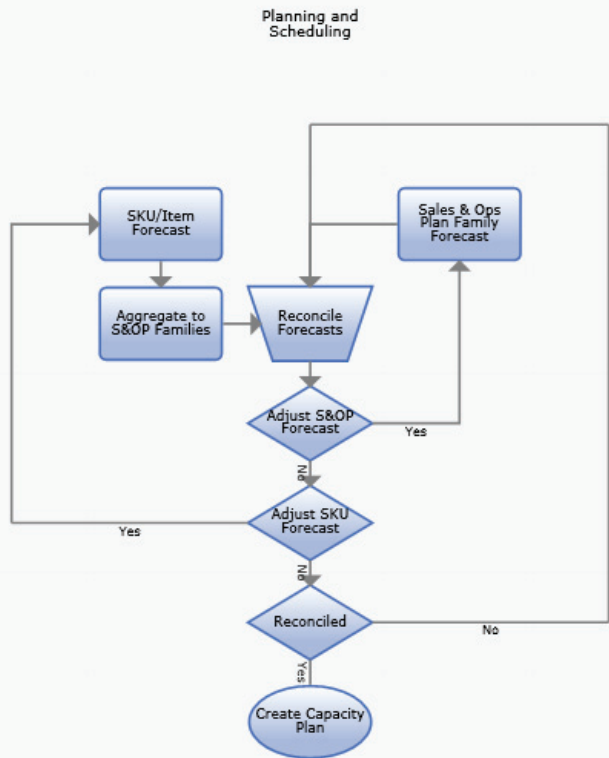 Planning and
Scheduling
SKU/Item
Forecast
Sales & Ops
Plan Family
Forecast
Aggregate to
S&OP Families
Reconcile
Forecasts
Adjust S&OP
Forecast
Yes
No
Adjust SKU
Forecast
Yes
No
Reconciled
No
Yes
Create Capacity
Plan